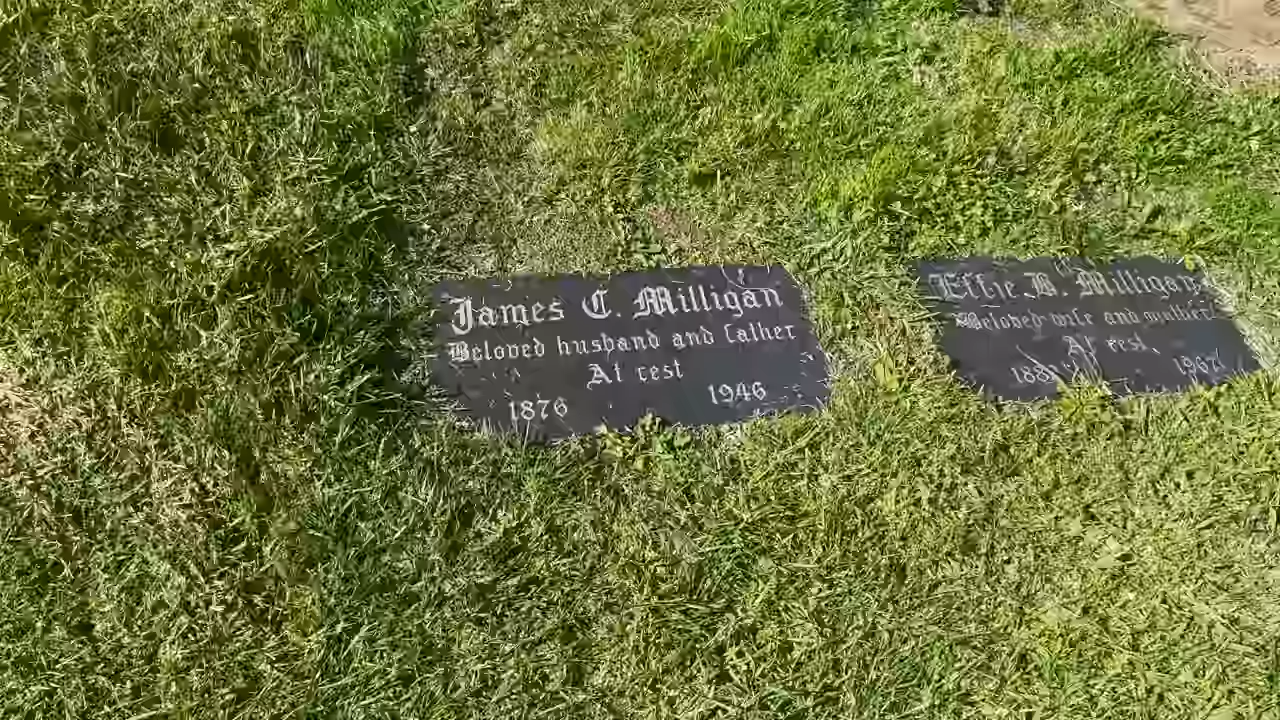 James C. Milligan
Beloved husband and father
At rest
1876 1946
Effie D. Milligan
Beloved wife and mother
At rest
1967